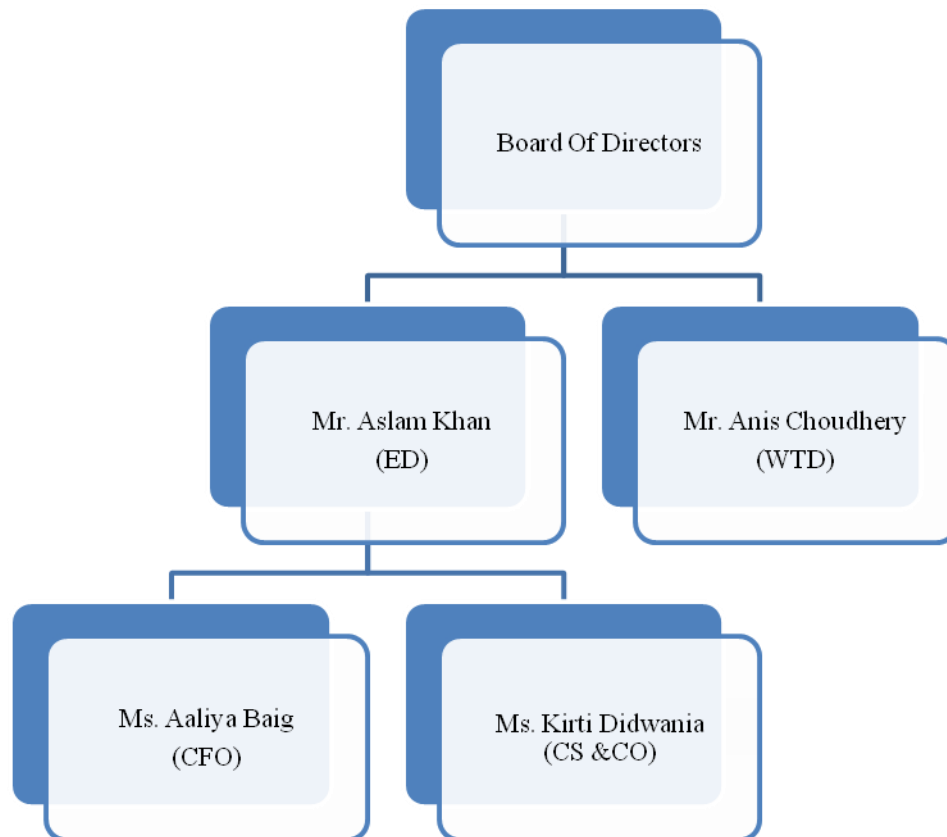 Board Of Directors
Mr. Aslam Khan
(ED)
Mr. Anis Choudhery
(WTD)
Ms. Aaliya Baig
(CFO)
Ms. Kirti Didwania
(CS &CO)